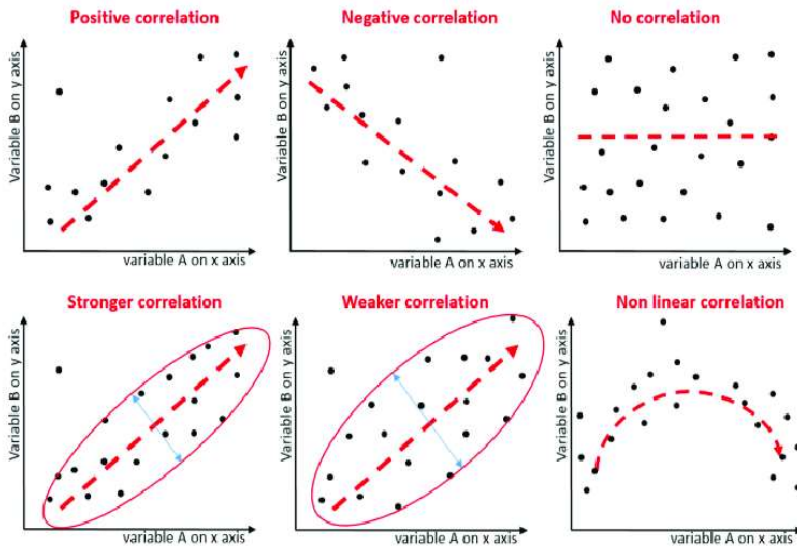 Positive correlation
Negative correlation
No correlation
Variable B on y axis
Variable B on y axis
Variable B on y axis
variable A on x axis
variable A on x axis
variable A on x axis
Stronger correlation
Weaker correlation
Non linear correlation
Variable B on y axis
Variable B on y axis
Variable B on y axis
variable A on x axis
variable A on x axis
variable A on x axis